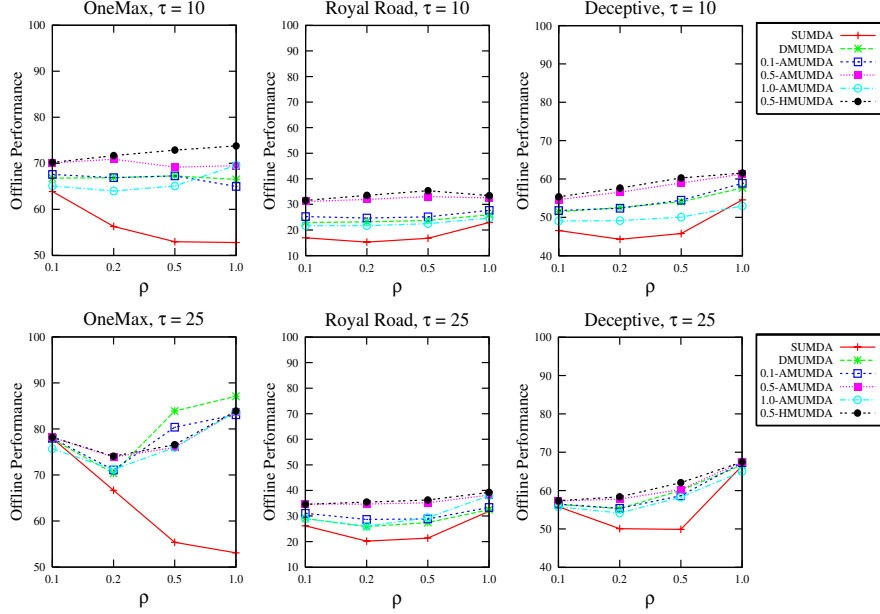 OneMax, τ = 10
Offline Performance
100
90
80
70
60
50
0.1
0.2
0.5
1.0
ρ
Royal Road, τ = 10
Offline Performance
100
90
80
70
60
50
40
30
20
10
0.1
0.2
0.5
1.0
ρ
Deceptive, τ = 10
Offline Performance
100
90
80
70
60
50
40
0.1
0.2
0.5
1.0
ρ
SUMDA
DMUMDA
0.1-AMUMDA
0.5-AMUMDA
1.0-AMUMDA
0.5-HMUMDA
OneMax, τ = 25
Offline Performance
100
90
80
70
60
50
0.1
0.2
0.5
1.0
ρ
Royal Road, τ = 25
Offline Performance
100
90
80
70
60
50
40
30
20
10
0.1
0.2
0.5
1.0
ρ
Deceptive, τ = 25
Offline Performance
100
90
80
70
60
50
40
0.1
0.2
0.5
1.0
ρ
SUMDA
DMUMDA
0.1-AMUMDA
0.5-AMUMDA
1.0-AMUMDA
0.5-HMUMDA